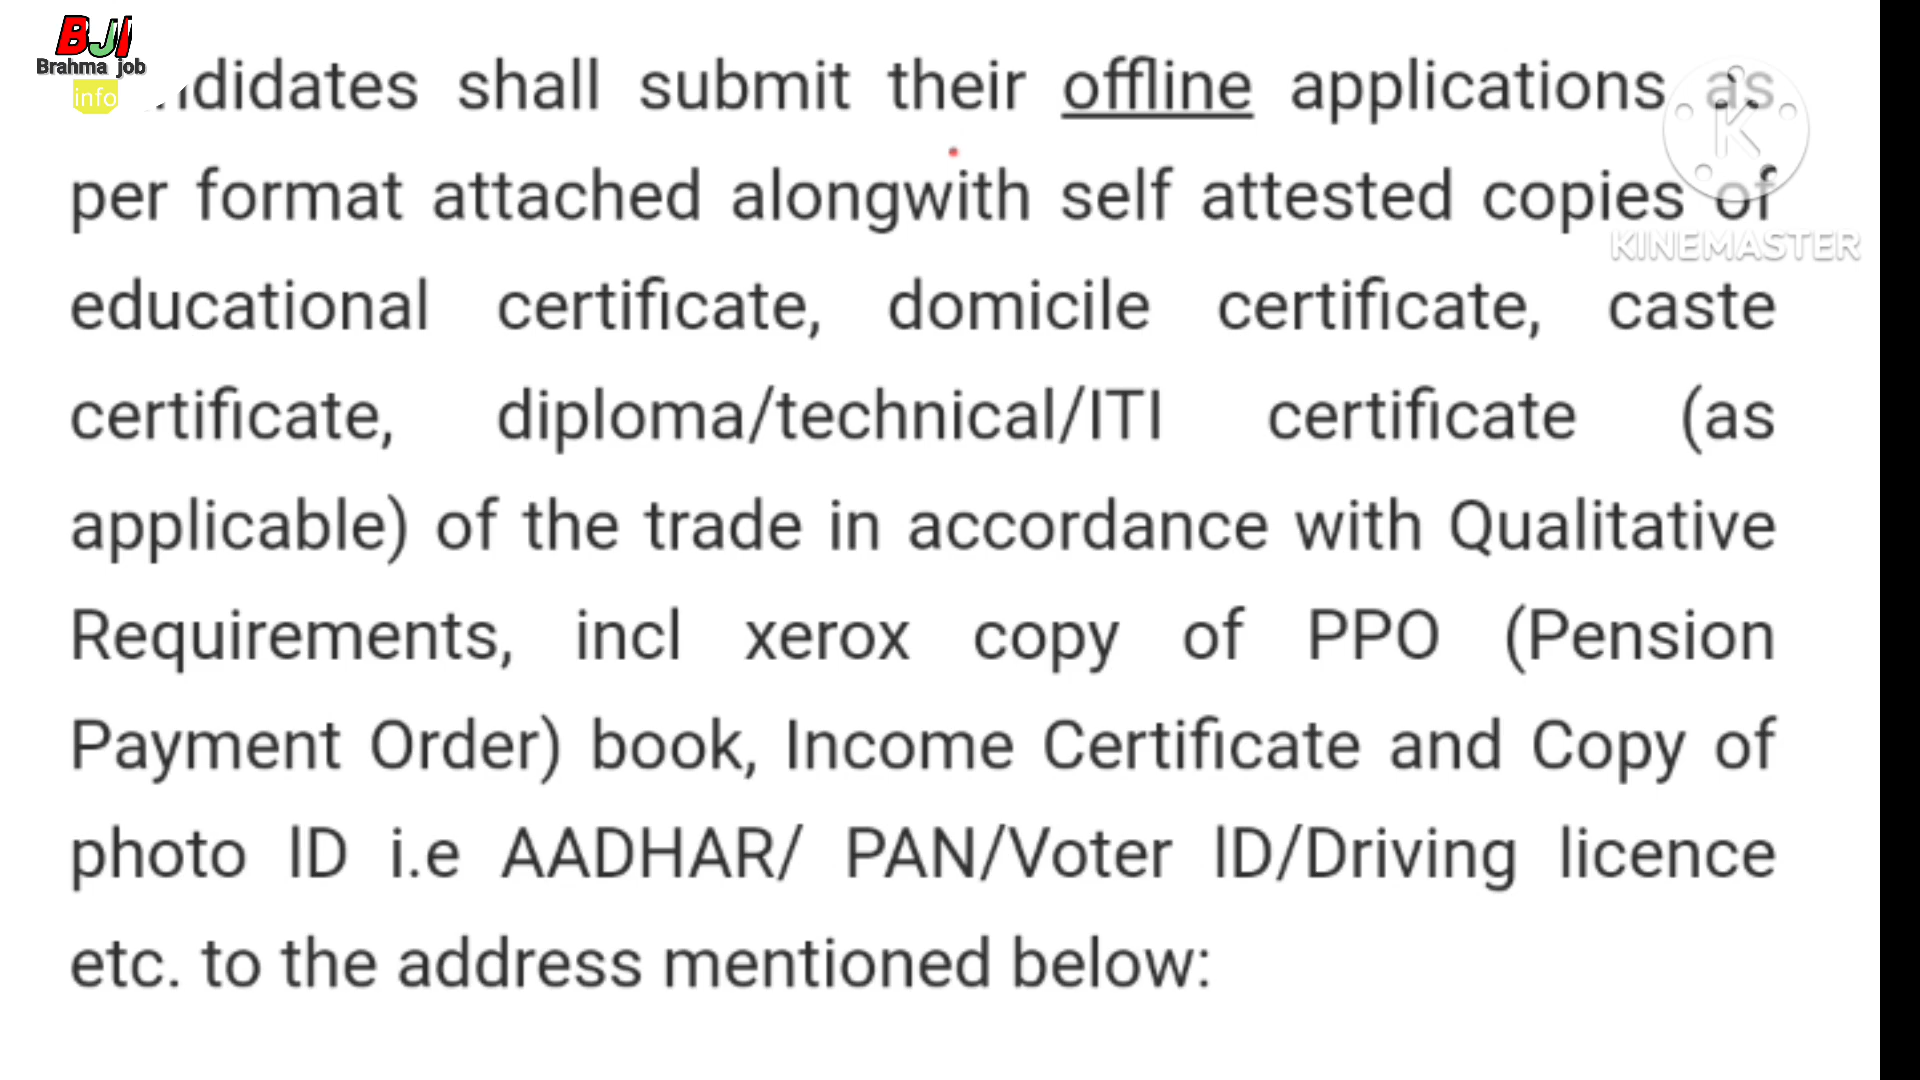 BJI
Brahma job
info
didates shall submit their offline applications as
per format attached alongwith self attested copies of
educational certificate, domicile certificate, caste
certificate, diploma/technical/ITI certificate (as
applicable) of the trade in accordance with Qualitative
Requirements, incl xerox copy of PPO (Pension
Payment Order) book, Income Certificate and Copy of
photo ID i.e AADHAR/ PAN/Voter ID/Driving licence
etc. to the address mentioned below:
K
KINEMASTER